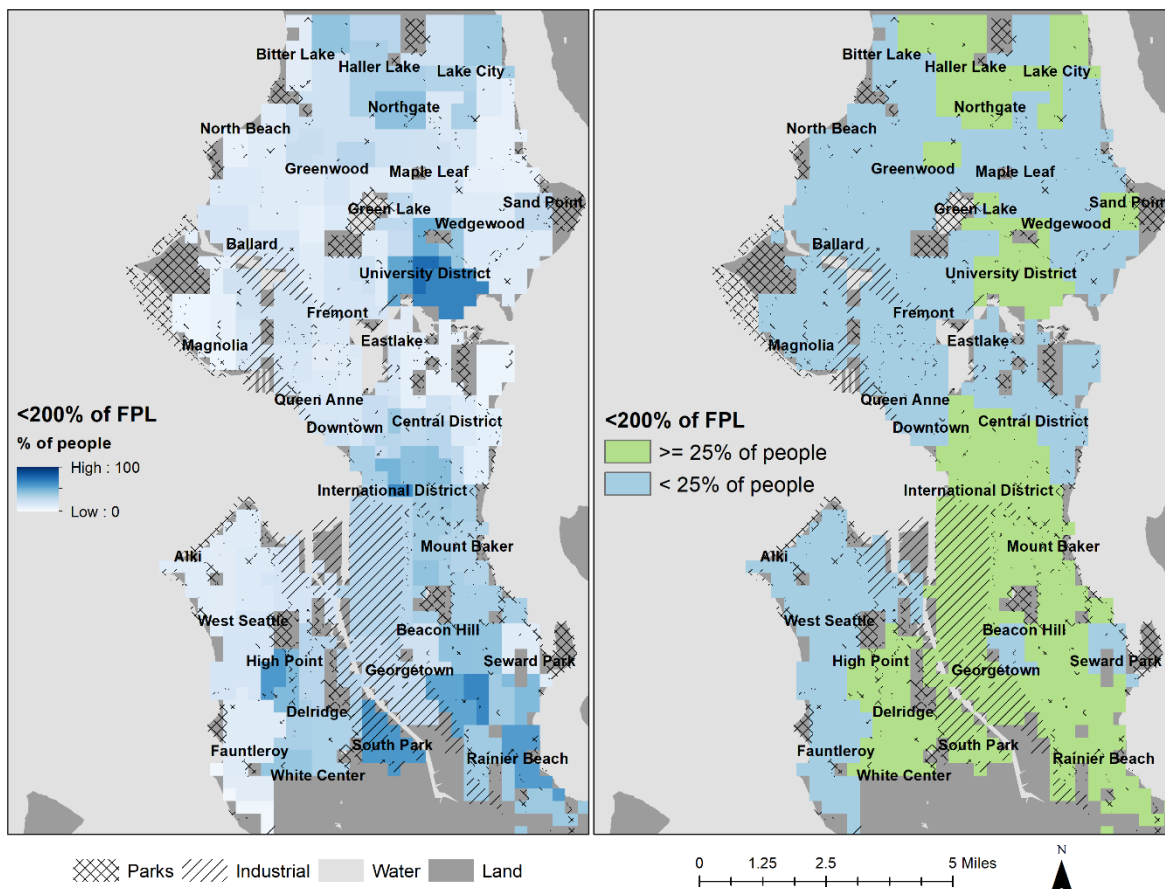 Bitter Lake
Haller Lake
Lake City
Northgate
North Beach
Greenwood
Maple Leaf
Sand Point
Green Lake
Wedgewood
Ballard
University District
Fremont
Eastlake
Magnolia
Queen Anne
Central District
Downtown
<200% of FPL
% of people
High : 100
Low : 0
International District
Mount Baker
Alki
West Seattle
Beacon Hill
High Point
Georgetown
Seward Park
Delridge
South Park
Fauntleroy
Rainier Beach
White Center
Bitter Lake
Haller Lake
Lake City
Northgate
North Beach
Greenwood
Maple Leaf
Sand Point
Green Lake
Wedgewood
Ballard
University District
Fremont
Eastlake
Magnolia
Queen Anne
Central District
Downtown
<200% of FPL
>= 25% of people
< 25% of people
International District
Mount Baker
Alki
West Seattle
Beacon Hill
High Point
Georgetown
Seward Park
Delridge
South Park
Fauntleroy
Rainier Beach
White Center
Parks Industrial Water Land
0 1.25 2.5 5 Miles
N